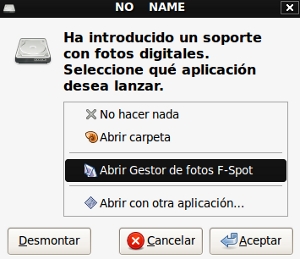 NO NAME
Ha introducido un soporte
con fotos digitales.
Seleccione qué aplicación
desea lanzar.
No hacer nada
Abrir carpeta
Abrir Gestor de fotos F-Spot
Abrir con otra aplicación...
Desmontar
Cancelar
Aceptar